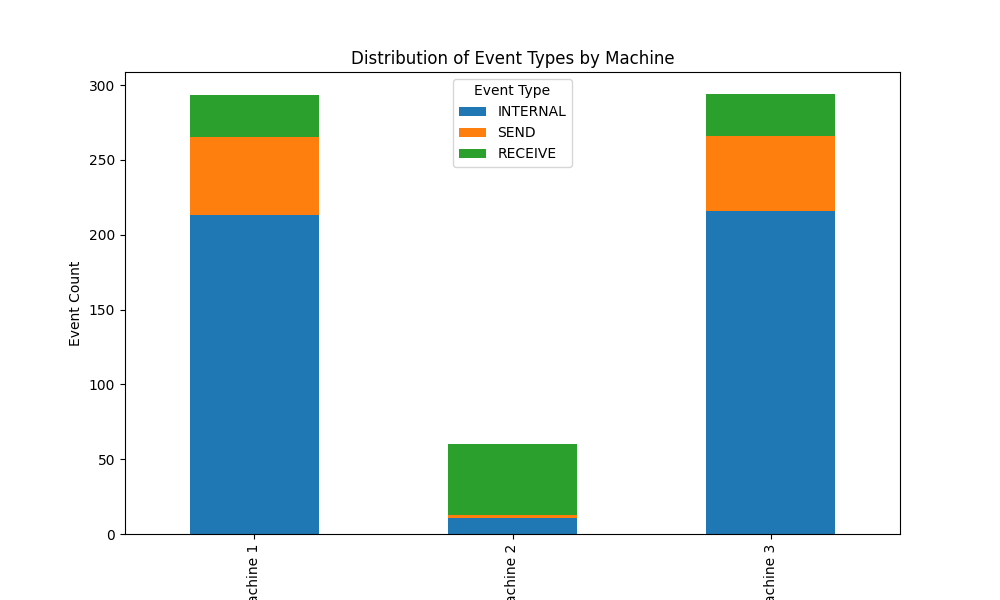 Distribution of Event Types by Machine
Event Type
INTERNAL
SEND
RECEIVE
300
250
200
150
100
50
0
Event Count
achine 1
achine 2
achine 3